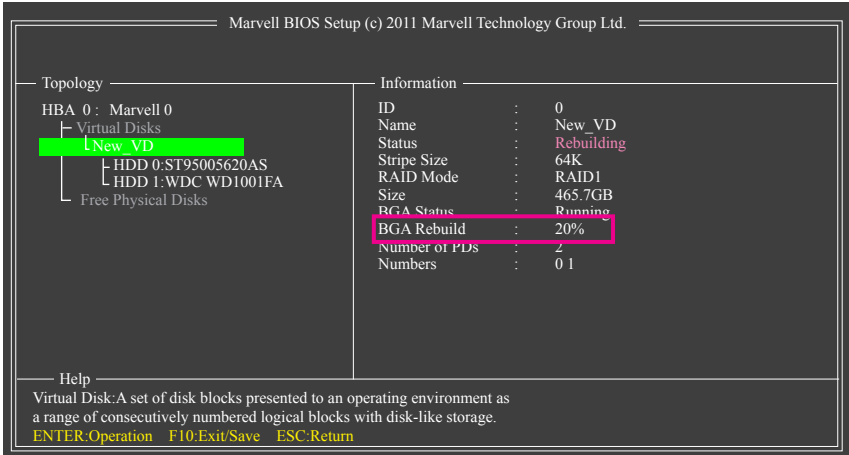 Marvell BIOS Setup (c) 2011 Marvell Technology Group Ltd.
Topology
HBA 0 : Marvell 0
Virtual Disks
New_VD
HDD 0:ST95005620AS
HDD 1:WDC WD1001FA
Free Physical Disks
Information
ID : 0
Name : New_VD
Status : Rebuilding
Stripe Size : 64K
RAID Mode : RAID1
Size : 465.7GB
BGA Status : Running
BGA Rebuild : 20%
Number of PDs : 2
Numbers : 0 1
Help
Virtual Disk:A set of disk blocks presented to an operating environment as
a range of consecutively numbered logical blocks with disk-like storage.
ENTER:Operation F10:Exit/Save ESC:Return